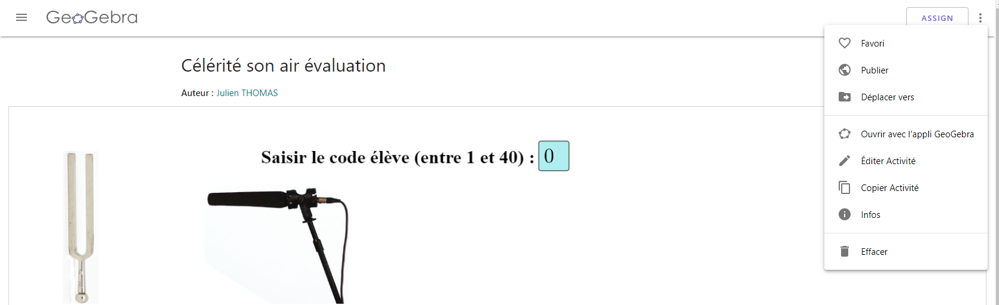 GeoGebra
ASSIGN
Favori
Publier
Déplacer vers
Ouvrir avec l'appli GeoGebra
Éditer Activité
Copier Activité
Infos
Effacer
Célérité son air évaluation
Auteur : Julien THOMAS
Saisir le code élève (entre 1 et 40) : 0